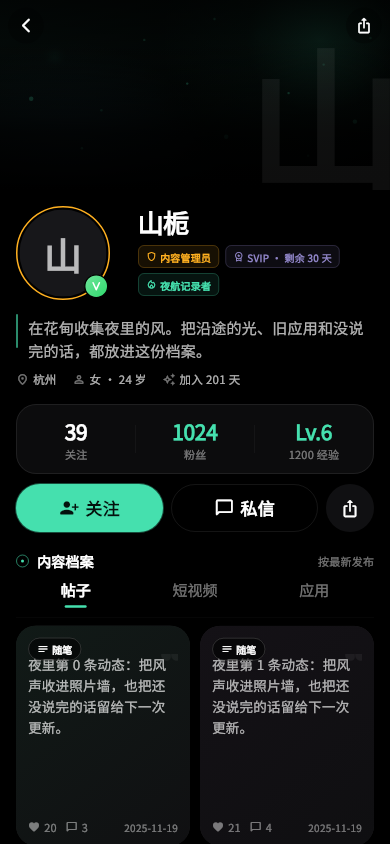 山
山栀
山
V
内容管理员
SVIP · 剩余 30 天
夜航记录者
在花甸收集夜里的风。把沿途的光、旧应用和没说
完的话，都放进这份档案。
杭州
女 · 24 岁
加入 201 天
39
1024
Lv.6
关注
粉丝
1200 经验
关注
私信
内容档案
按最新发布
帖子
短视频
应用
随笔
夜里第 0 条动态：把风
声收进照片墙，也把还
没说完的话留给下一次
更新。
20
3
2025-11-19
随笔
夜里第 1 条动态：把风
声收进照片墙，也把还
没说完的话留给下一次
更新。
21
4
2025-11-19